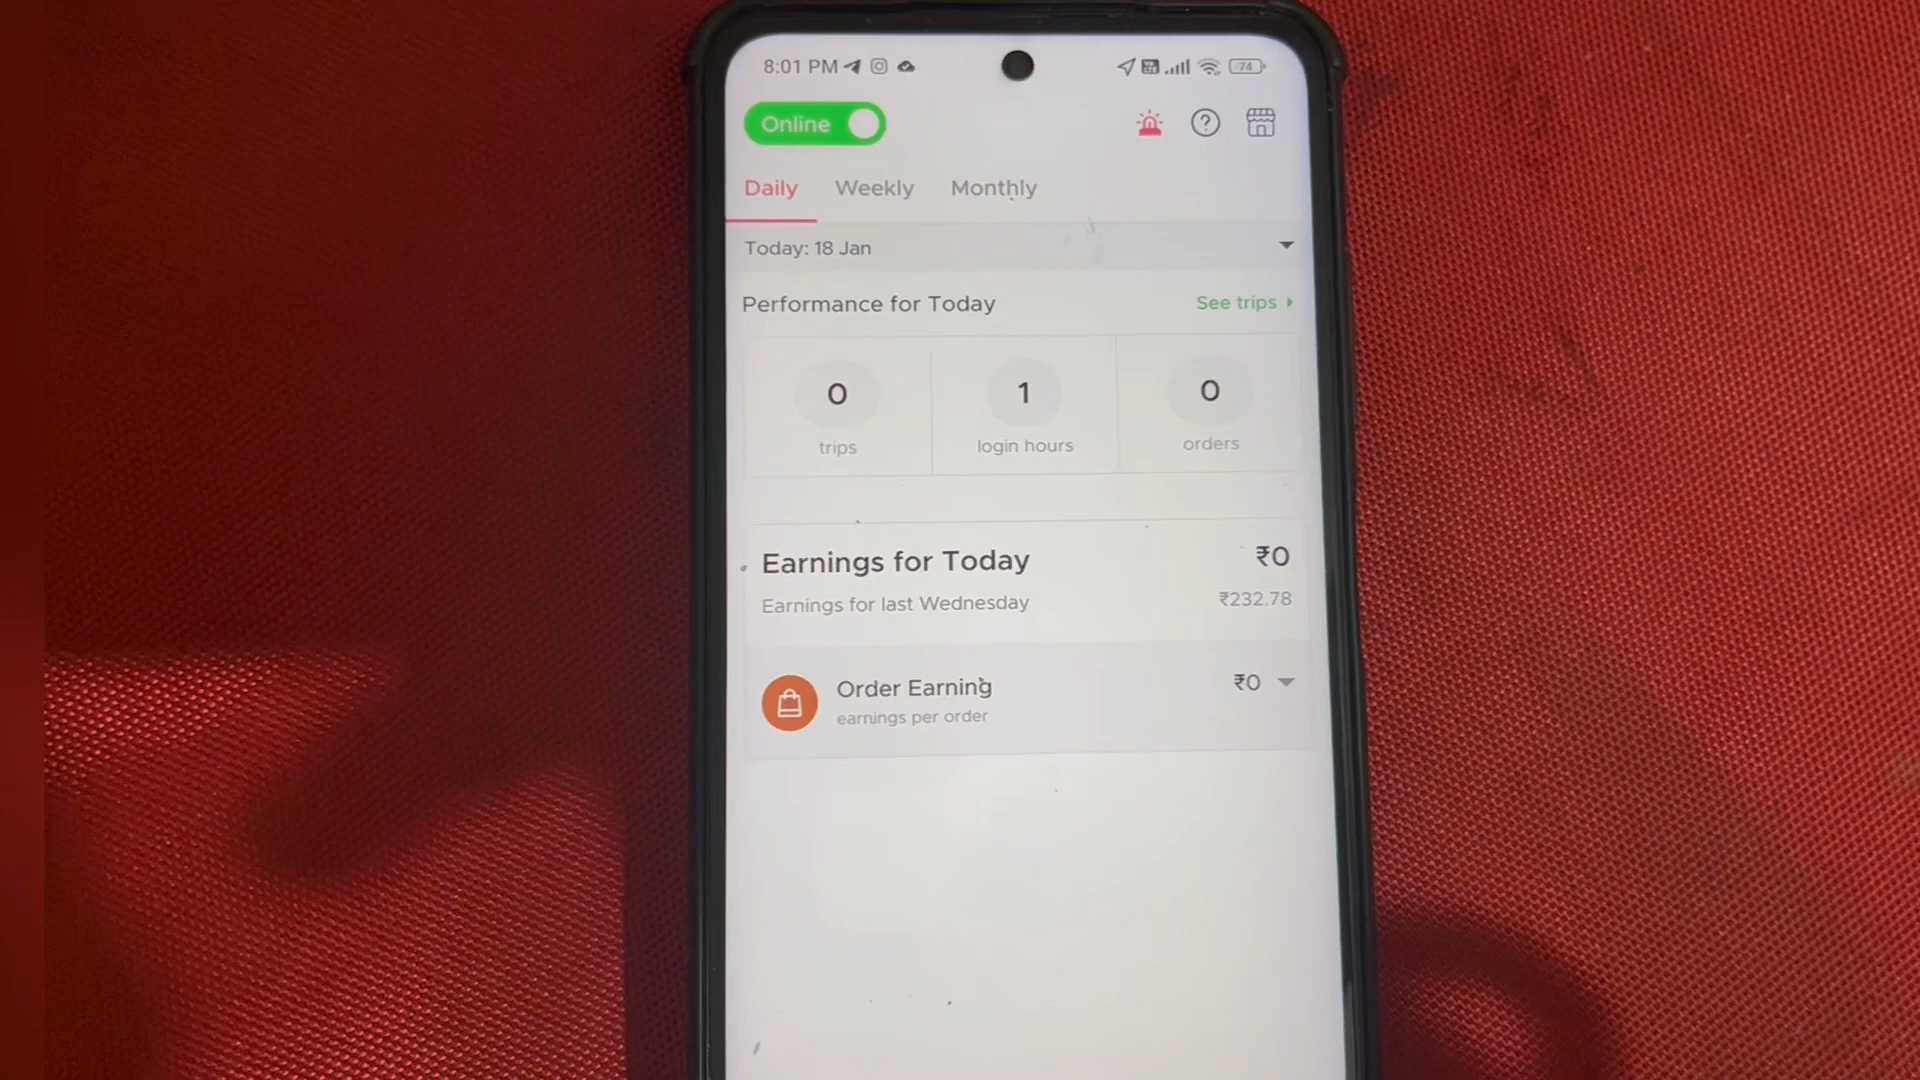 8:01 PM 74
Online
Daily Weekly Monthly
Today: 18 Jan
Performance for Today See trips
0 1 0
trips login hours orders
Earnings for Today ₹0
Earnings for last Wednesday ₹232.78
Order Earning ₹0
earnings per order